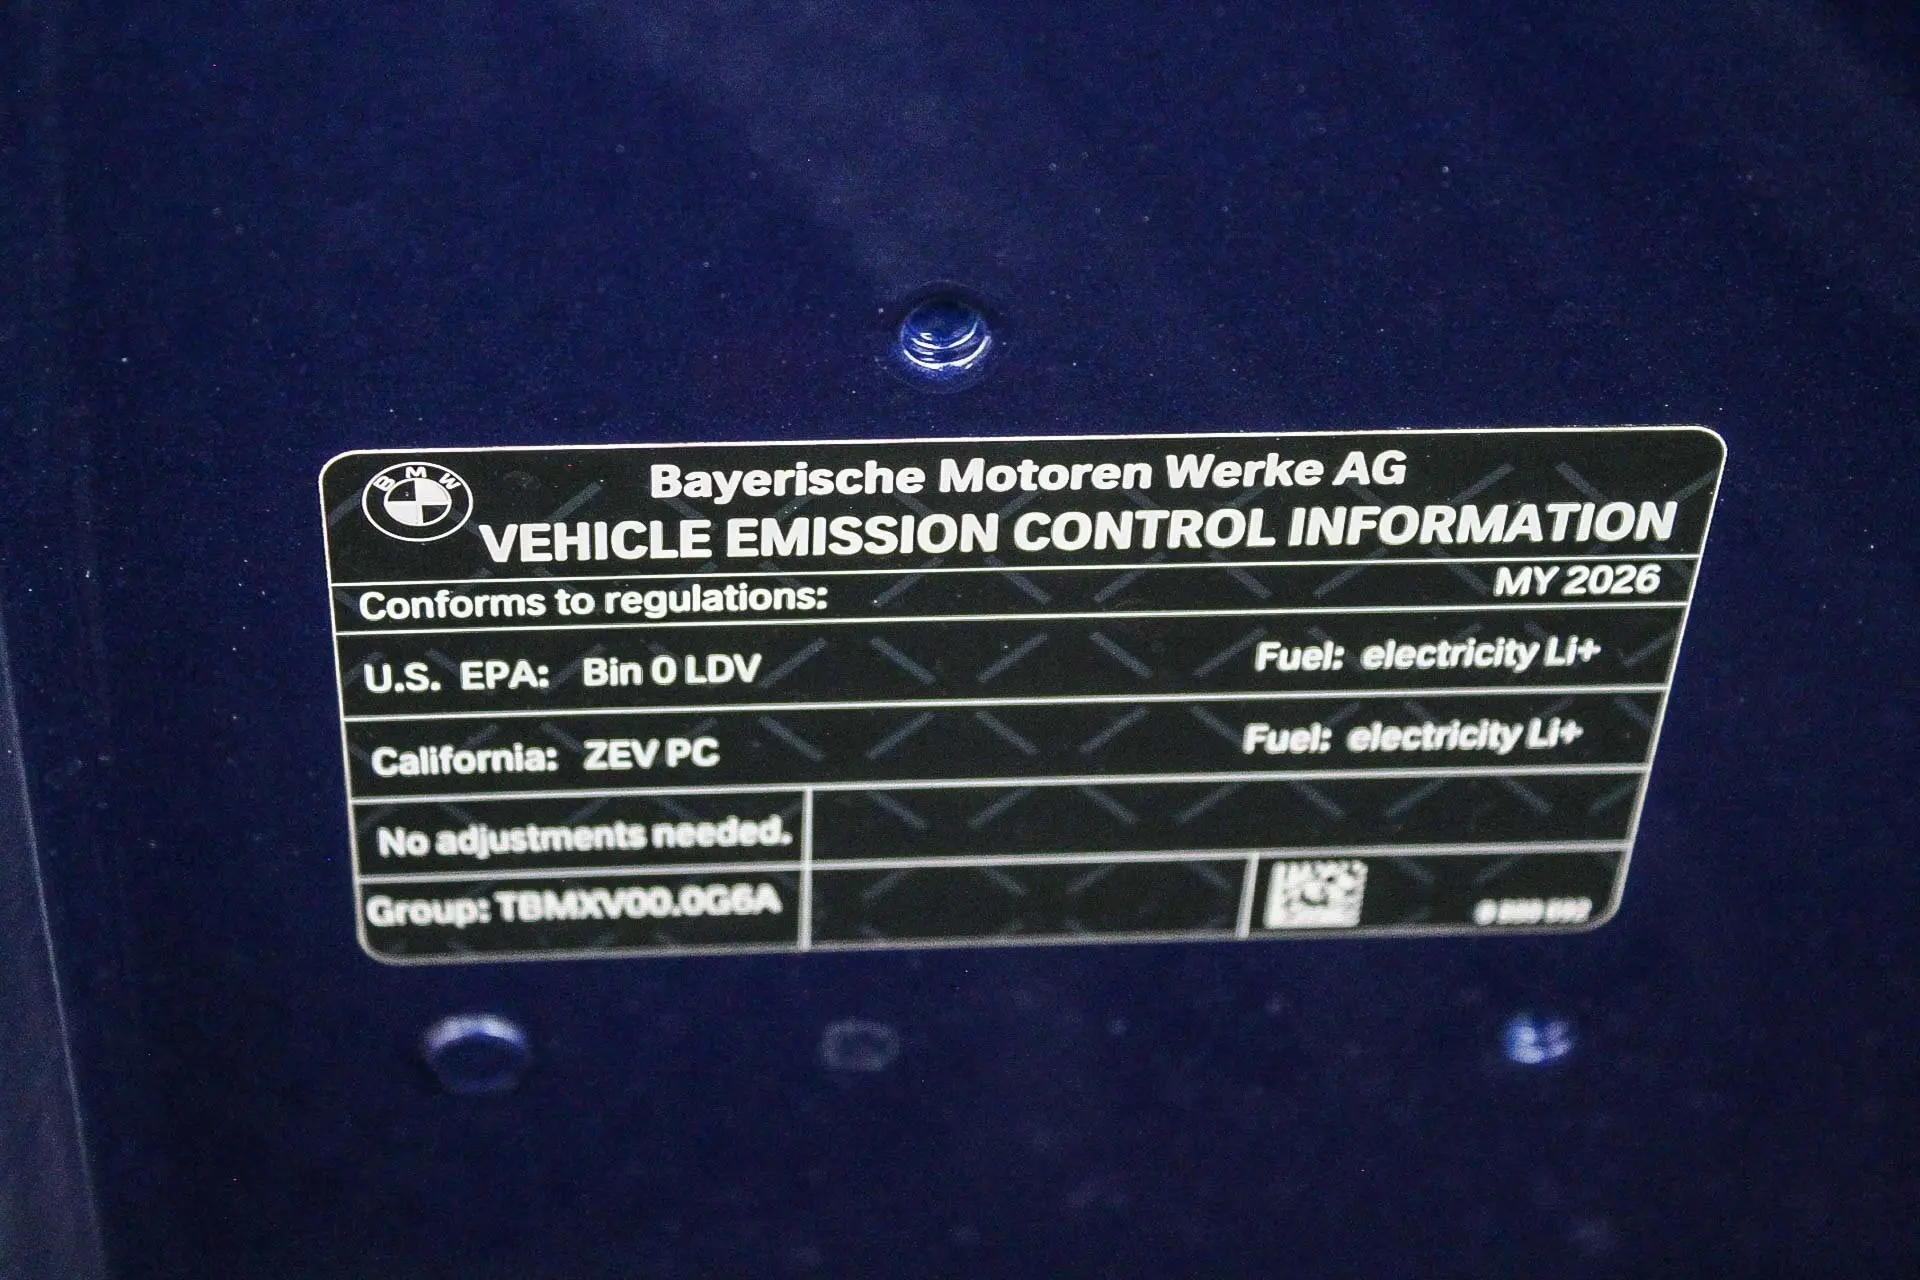 BMW
Bayerische Motoren Werke AG
VEHICLE EMISSION CONTROL INFORMATION
Conforms to regulations: MY 2026
U.S. EPA: Bin 0 LDV Fuel: electricity Li+
California: ZEV PC Fuel: electricity Li+
No adjustments needed.
Group: TBMXV00.0G6A